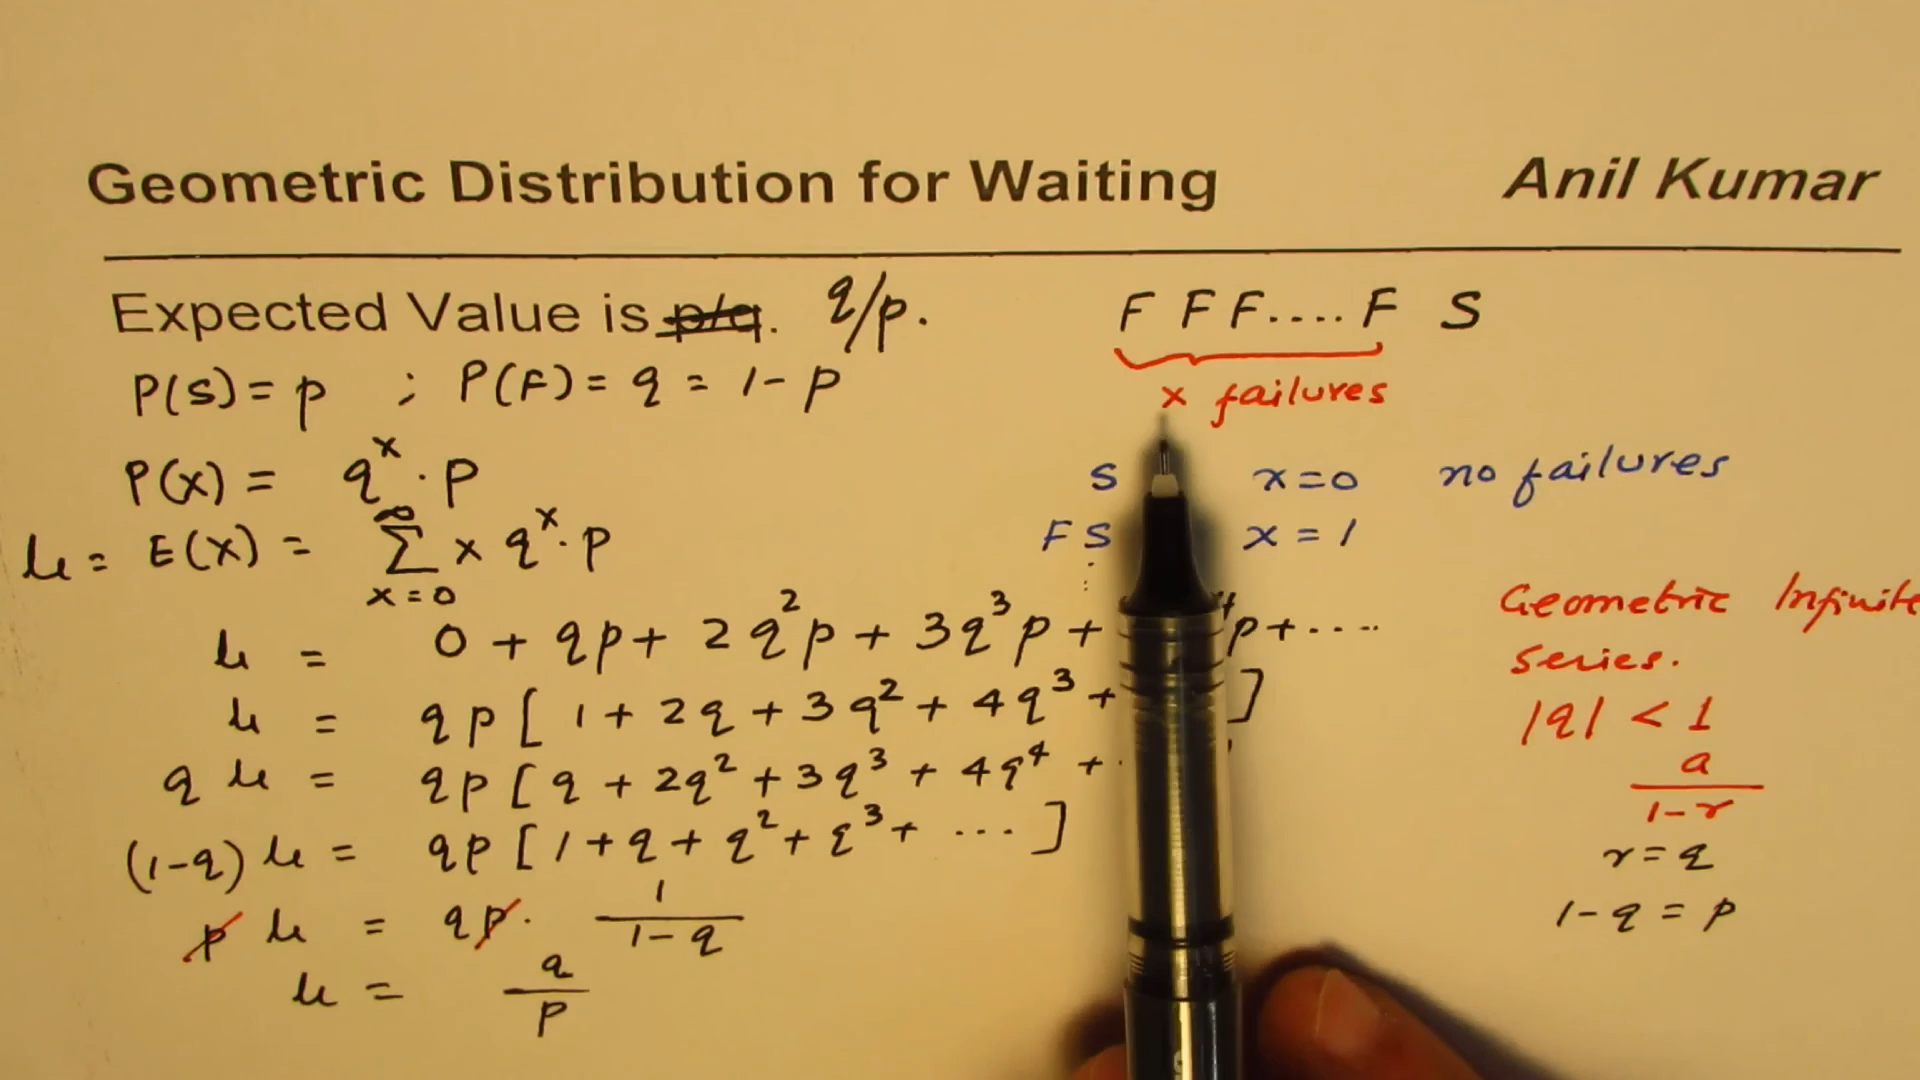 Geometric Distribution for Waiting
Anil Kumar
Expected Value is p/q. q/p.
F F F.... F S
x failures
P(S) = p ; P(F) = q = 1 - p
P(x) = q^x · p
S x = 0 no failures
F S x = 1
μ = E(x) = ∞ Σ x=0 x q^x · p
μ = 0 + qp + 2q²p + 3q³p + p + ....
μ = qp [ 1 + 2q + 3q² + 4q³ + ]
qμ = qp [ q + 2q² + 3q³ + 4q⁴ +
(1-q) μ = qp [ 1 + q + q² + q³ + ... ]
p μ = qp · 1/(1-q)
μ = q/p
Geometric Infinite
Series.
|q| < 1
a/(1-r)
r = q
1 - q = p